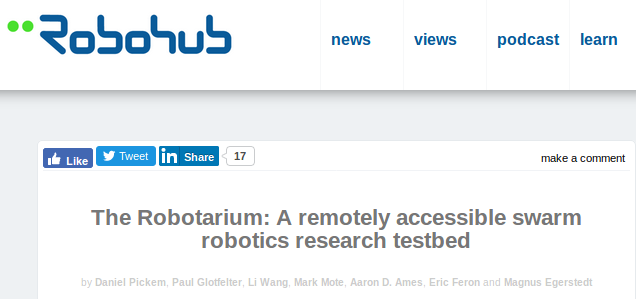 Robohub
news views podcast learn
Like Tweet in Share 17 make a comment
The Robotarium: A remotely accessible swarm
robotics research testbed
by Daniel Pickem, Paul Glotfelter, Li Wang, Mark Mote, Aaron D. Ames, Eric Feron and Magnus Egerstedt